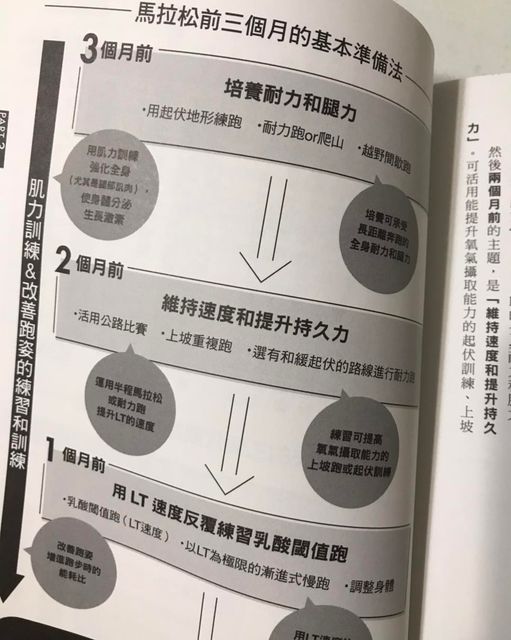 馬拉松前三個月的基本準備法
3個月前
培養耐力和腿力
·用起伏地形練跑 ·耐力跑or爬山 ·越野間歇跑
用肌力訓練
強化全身
(尤其是腿部肌肉),
使身體分泌
生長激素
培養可承受
長距離奔跑的
全身耐力和腿力
2個月前
維持速度和提升持久力
·活用公路比賽 ·上坡重複跑 ·選有和緩起伏的路線進行耐力跑
運用半程馬拉松
或耐力跑
提升LT的速度
練習可提高
氧氣攝取能力的
上坡跑或起伏訓練
1個月前
用LT速度反覆練習乳酸閾值跑
·乳酸閾值跑(LT速度) ·以LT為極限的漸進式慢跑 ·調整身體
改善跑姿
增進跑步時的
能耗比
用LT速度
肌力訓練&改善跑姿的練習和訓練
PART 3
然後兩個月前的主題,是「維持速度和提升持久
力」。可活用能提升氧氣攝取能力的起伏訓練、上坡